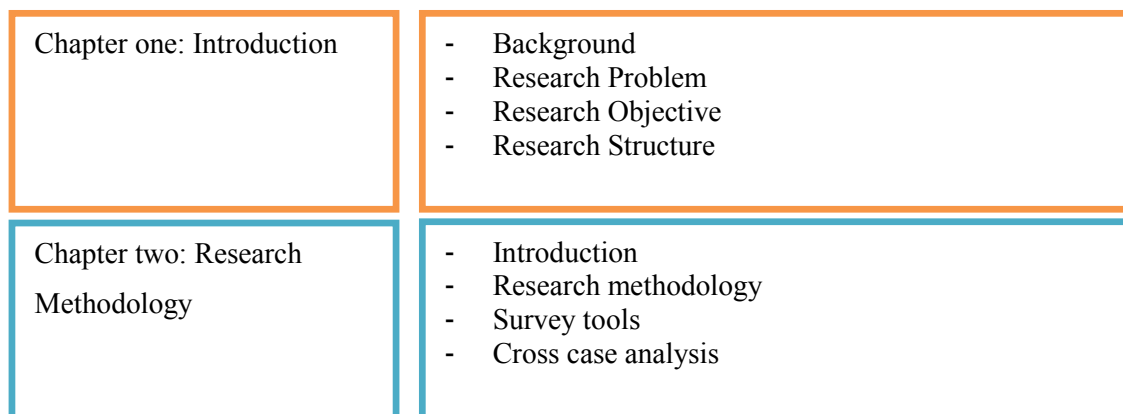 Chapter one: Introduction
- Background
- Research Problem
- Research Objective
- Research Structure
Chapter two: Research
Methodology
- Introduction
- Research methodology
- Survey tools
- Cross case analysis